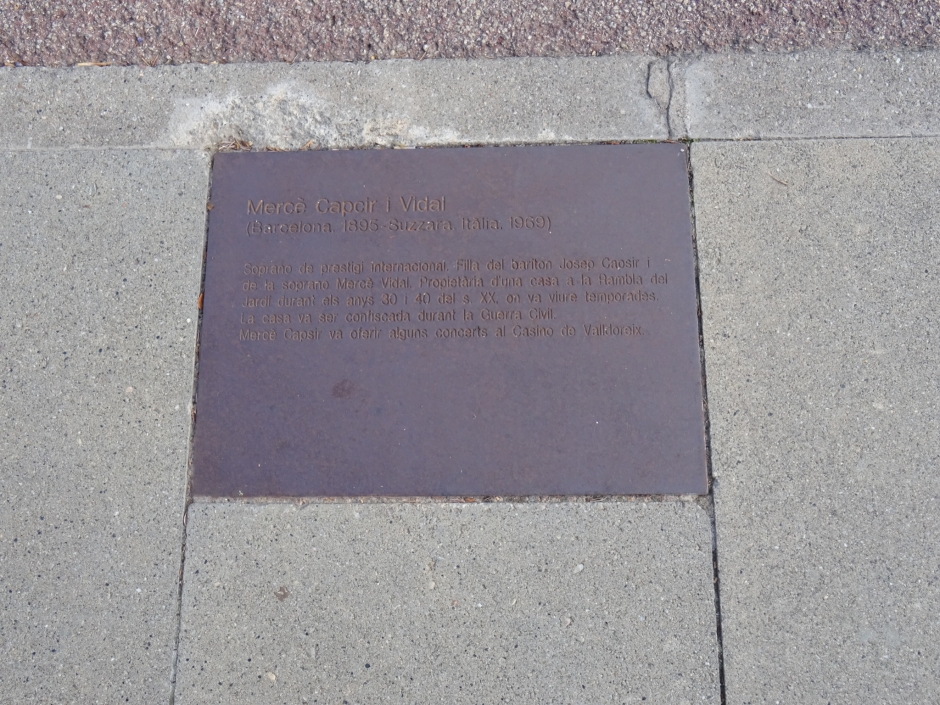 Mercè Capsir i Vidal
(Barcelona, 1895-Suzzara, Itàlia, 1969)
Soprano de prestigi internacional. Filla del baríton Josep Capsir i
de la soprano Mercè Vidal. Propietària d'una casa a la Rambla del
Jardí durant els anys 30 i 40 del s. XX, on va viure temporades.
La casa va ser confiscada durant la Guerra Civil.
Mercè Capsir va oferir alguns concerts al Casino de Valldoreix.